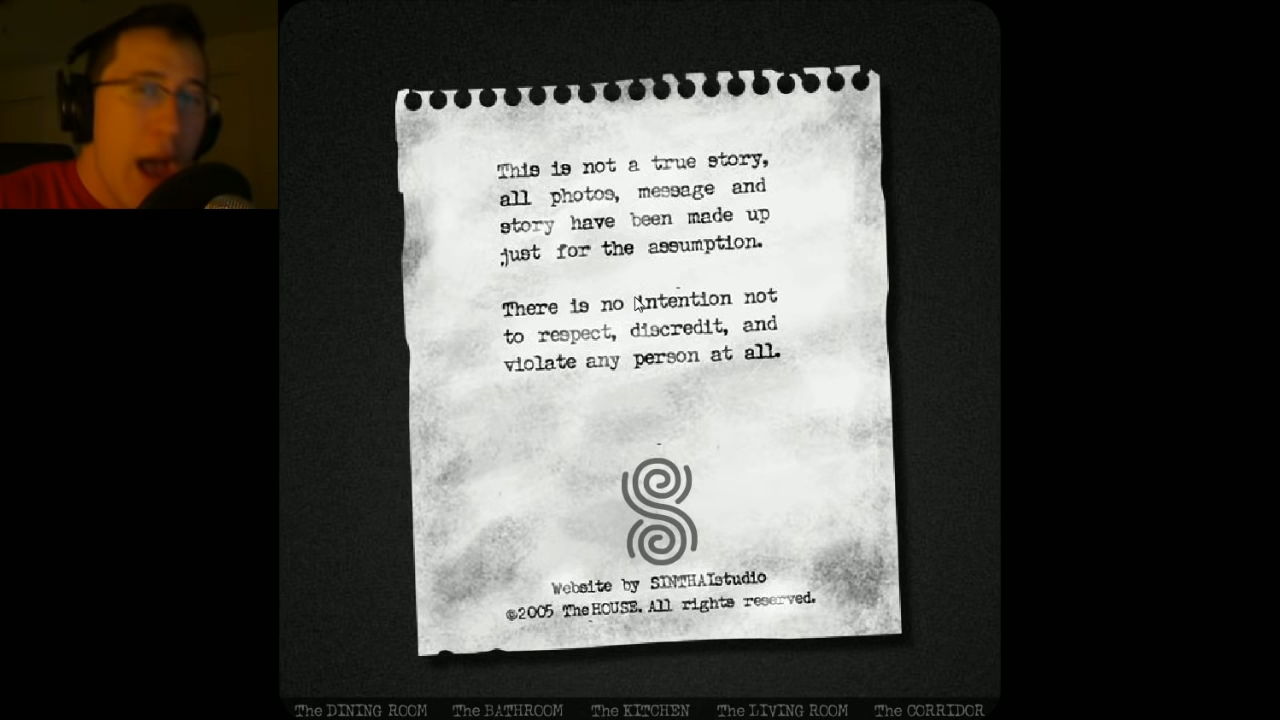 This is not a true story,
all photos, message and
story have been made up
just for the assumption.
There is no intention not
to respect, discredit, and
violate any person at all.
Website by SINTHAIstudio
©2005 The HOUSE. All rights reserved.
The DINING ROOM The BATHROOM The KITCHEN The LIVING ROOM The CORRIDOR